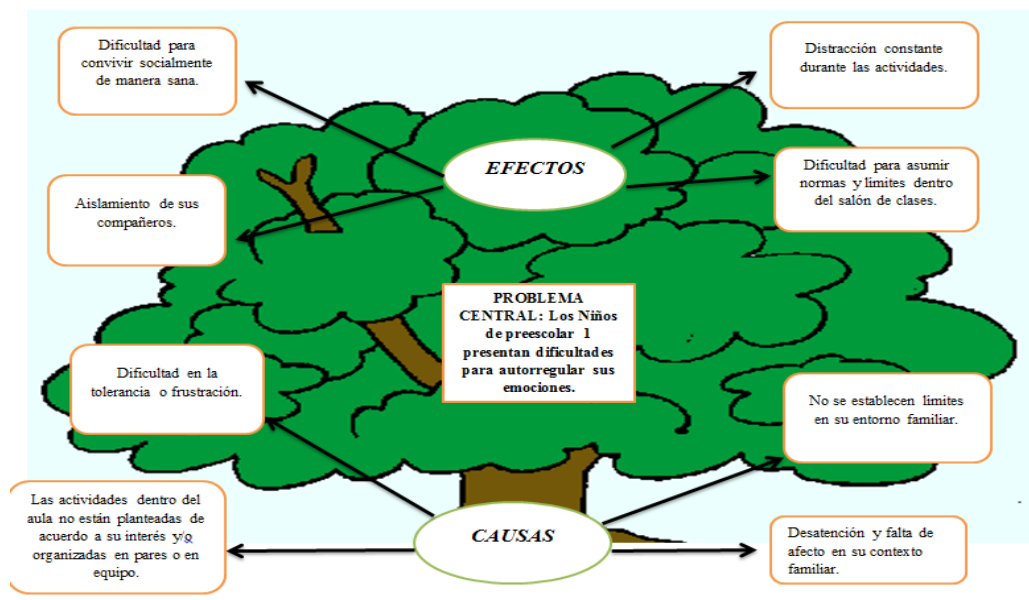 Dificultad para
convivir socialmente
de manera sana.
Distracción constante
durante las actividades.
EFECTOS
Dificultad para asumir
normas y limites dentro
del salón de clases.
Aislamiento de sus
compañeros.
PROBLEMA
CENTRAL: Los Niños
de preescolar 1
presentan dificultades
para autorregular sus
emociones.
Dificultad en la
tolerancia o frustración.
No se establecen limites
en su entorno familiar.
Las actividades dentro del
aula no están planteadas de
acuerdo a su interés y/o
organizadas en pares o en
equipo.
CAUSAS
Desatención y falta de
afecto en su contexto
familiar.